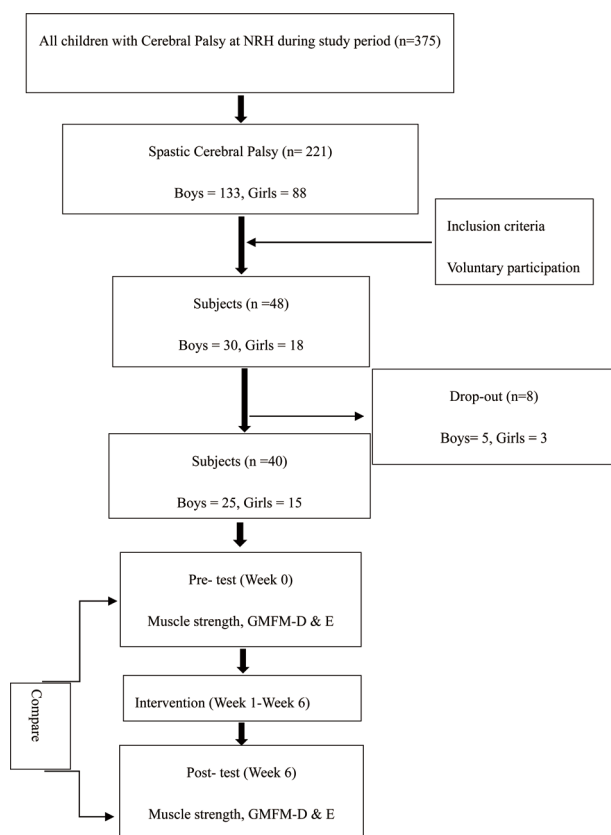 All children with Cerebral Palsy at NRH during study period (n=375)
Spastic Cerebral Palsy (n= 221)
Boys = 133, Girls = 88
Inclusion criteria
Voluntary participation
Subjects (n =48)
Boys = 30, Girls = 18
Drop-out (n=8)
Boys= 5, Girls = 3
Subjects (n =40)
Boys = 25, Girls = 15
Pre- test (Week 0)
Muscle strength, GMFM-D & E
Compare
Intervention (Week 1-Week 6)
Post- test (Week 6)
Muscle strength, GMFM-D & E